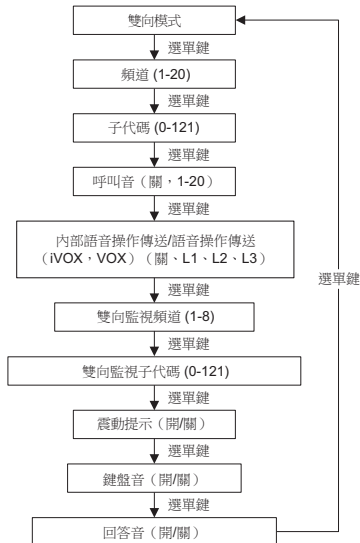 雙向模式
選單鍵
頻道 (1-20)
選單鍵
子代碼 (0-121)
選單鍵
呼叫音（關，1-20）
選單鍵
內部語音操作傳送/語音操作傳送
（iVOX，VOX）（關、L1、L2、L3）
選單鍵
雙向監視頻道 (1-8)
選單鍵
雙向監視子代碼 (0-121)
選單鍵
震動提示（開/關）
選單鍵
鍵盤音（開/關）
選單鍵
回答音（開/關）
選單鍵